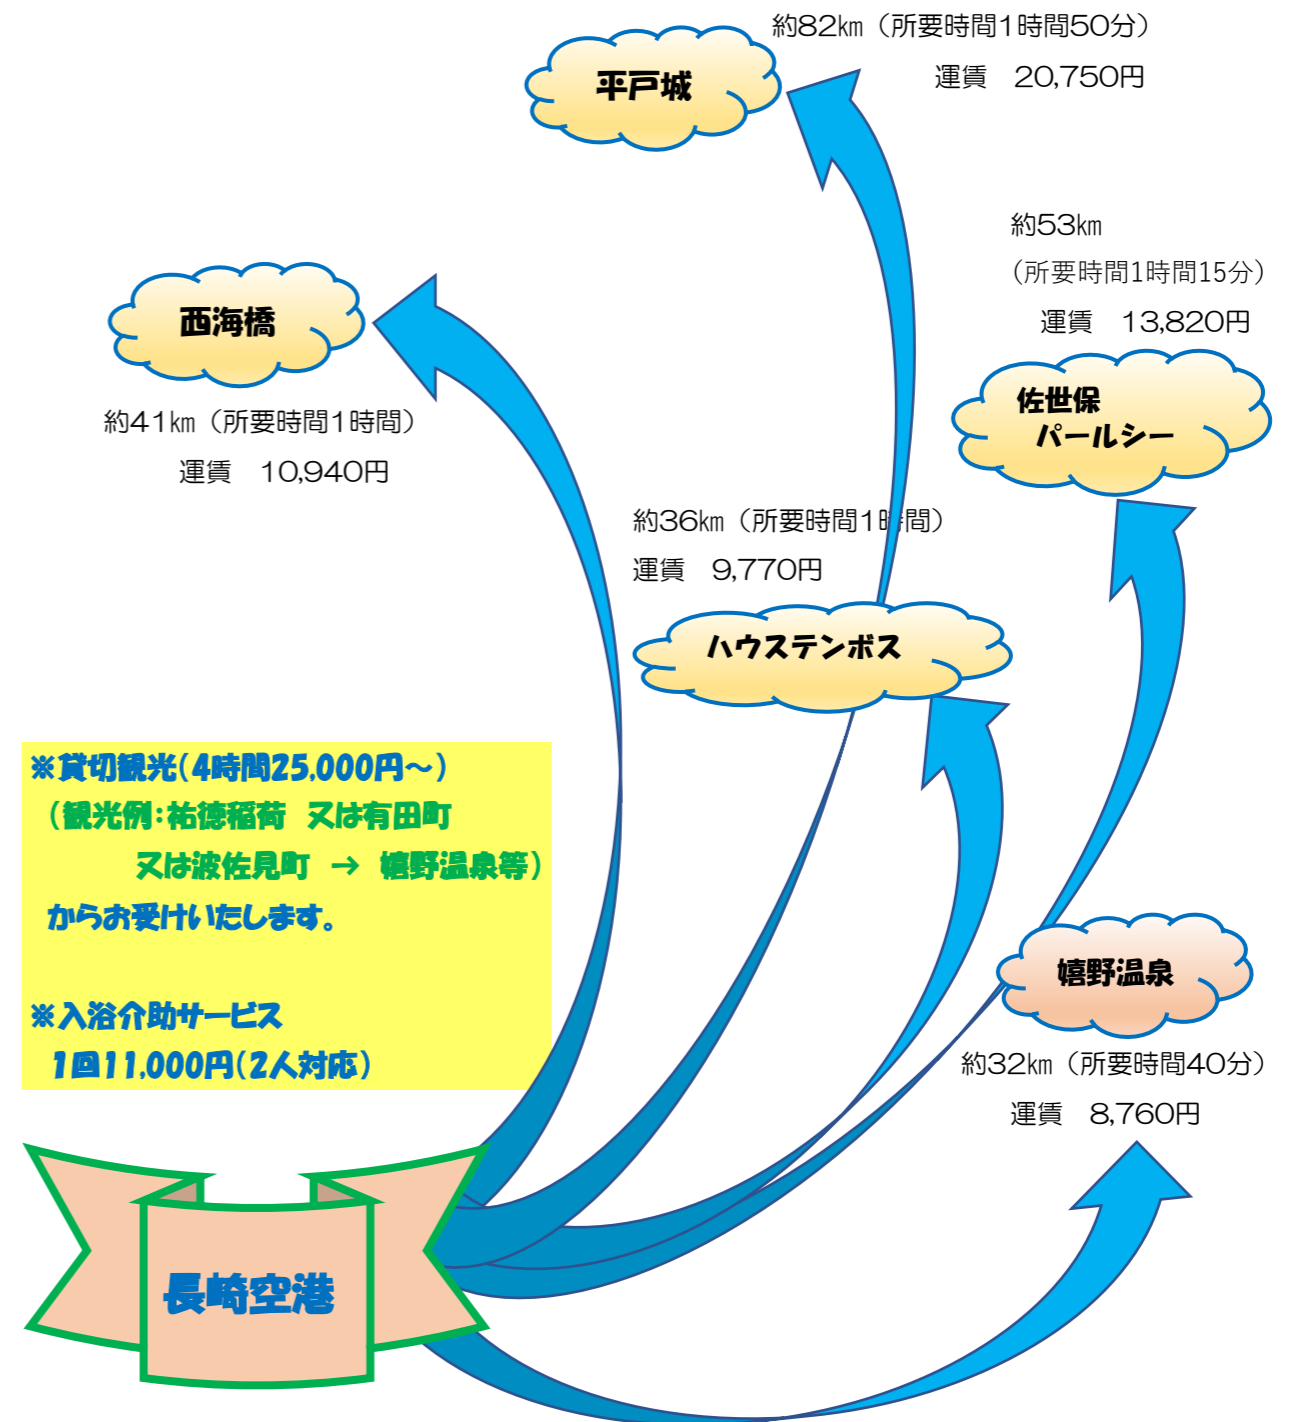 約82㎞（所要時間1時間50分）
運賃　20,750円
平戸城
約53㎞
（所要時間1時間15分）
運賃　13,820円
佐世保
パールシー
西海橋
約41㎞（所要時間1時間）
運賃　10,940円
約36㎞（所要時間1時間）
運賃　9,770円
ハウステンボス
※貸切観光（4時間25,000円～）
（観光例：祐徳稲荷　又は有田町
又は波佐見町　→　嬉野温泉等）
からお受けいたします。
※入浴介助サービス
1回11,000円（2人対応）
嬉野温泉
約32㎞（所要時間40分）
運賃　8,760円
長崎空港